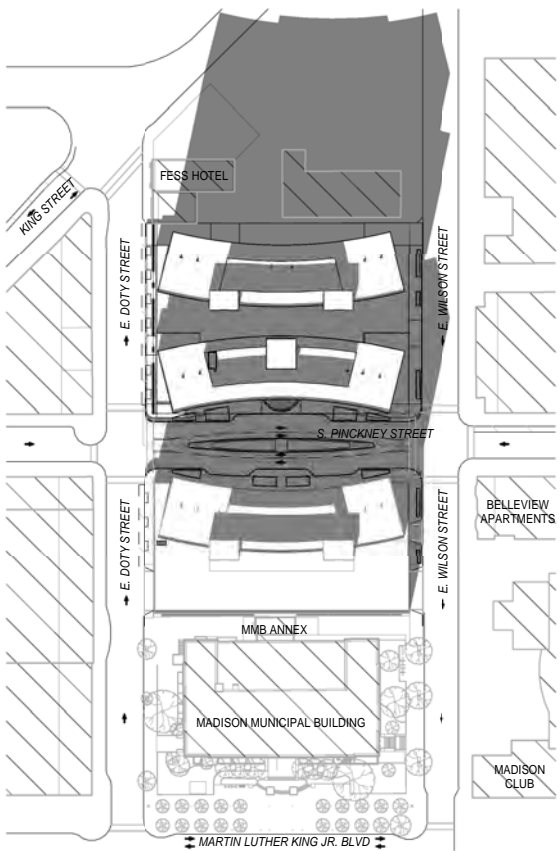 FESS HOTEL
KING STREET
E. DOTY STREET
E. WILSON STREET
S. PINCKNEY STREET
E. DOTY STREET
E. WILSON STREET
BELLEVIEW
APARTMENTS
MMB ANNEX
MADISON MUNICIPAL BUILDING
MADISON
CLUB
MARTIN LUTHER KING JR. BLVD